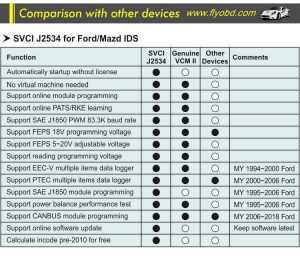 Comparison with other devices www.flyobd.com
➤ SVCI J2534 for Ford/Mazd IDS
Function SVCI J2534 Genuine VCM II Other Devices Comments
Automatically startup without license
No virtual machine needed
Support online module programming
Support online PATS/RKE learning
Support SAE J1850 PWM 83.3K baud rate
Support FEPS 18V programming voltage
Support FEPS 5~20V adjustable voltage
Support reading programming voltage
Support EEC-V multiple items data logger MY 1994~2000 Ford
Support PTEC multiple items data logger MY 2000~2006 Ford
Support SAE J1850 module programming MY 1995~2006 Ford
Support power balance performance test MY 1995~2006 Ford
Support CANBUS module programming MY 2006~2018 Ford
Support online software update Keep software latest
Calculate incode pre-2010 for free